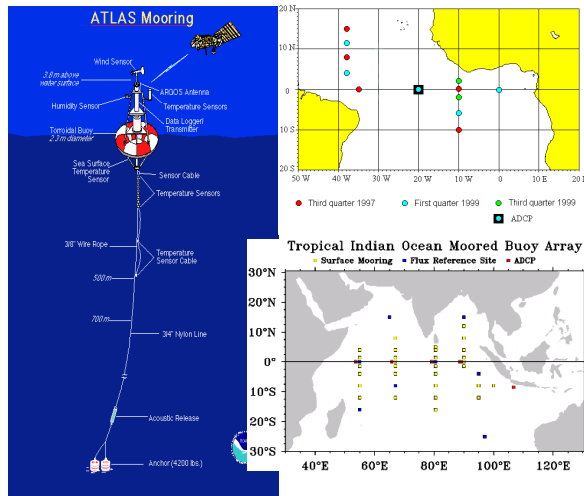 ATLAS Mooring
Wind Sensor
3.8 m above
water surface
ARGOS Antenna
Humidity Sensor
Temperature Sensors
Data Logger/
Transmitter
Torroidal Buoy
2.3 m diameter
Sea Surface
Temperature
Sensor
Sensor Cable
Temperature Sensors
3/8" Wire Rope
Temperature
Sensor Cable
500 m
700 m
3/4" Nylon Line
Acoustic Release
Anchor (4200 lbs.)
20 N
10 N
0
10 S
20 S
50 W
40 W
30 W
20 W
10 W
0
10 E
20 E
Third quarter 1997
First quarter 1999
Third quarter 1999
ADCP
Tropical Indian Ocean Moored Buoy Array
Surface Mooring
Flux Reference Site
ADCP
30°N
20°N
10°N
0°
10°S
20°S
30°S
40°E
60°E
80°E
100°E
120°E